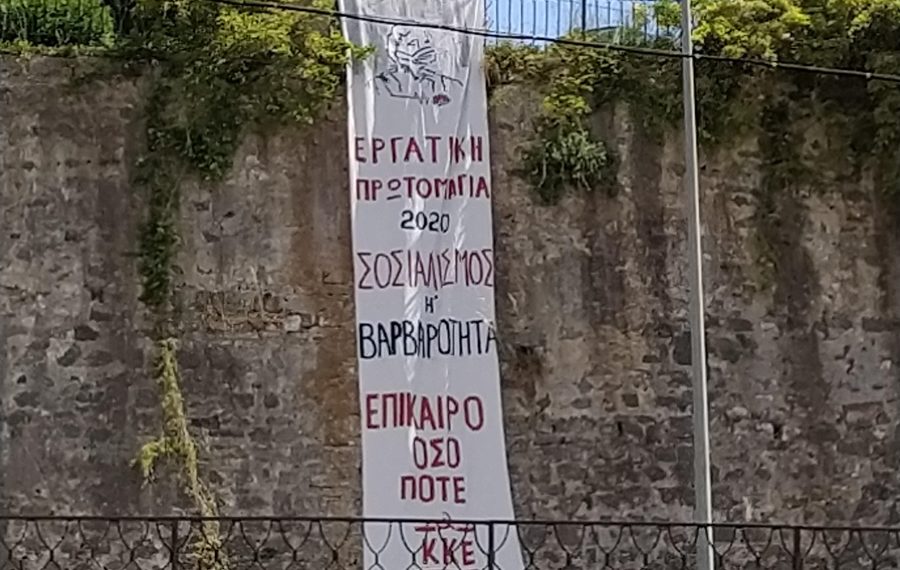 ΕΡΓΑΤΙΚΗ
ΠΡΩΤΟΜΑΓΙΑ
2020
ΣΟΣΙΑΛΙΣΜΟΣ
Η'
ΒΑΡΒΑΡΟΤΗΤΑ
ΕΠΙΚΑΙΡΟ
ΟΣΟ
ΠΟΤΕ
ΚΚΕ